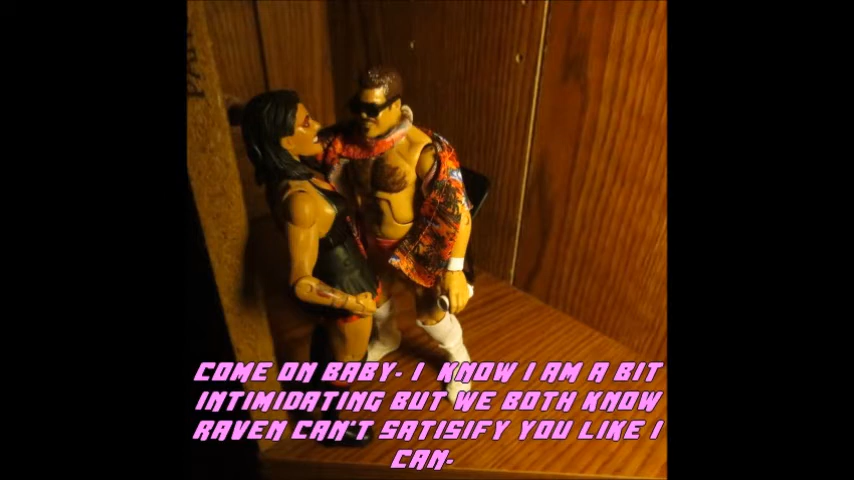 COME ON BABY. I KNOW I AM A BIT
INTIMIDATING BUT WE BOTH KNOW
RAVEN CAN'T SATISIFY YOU LIKE I
CAN.